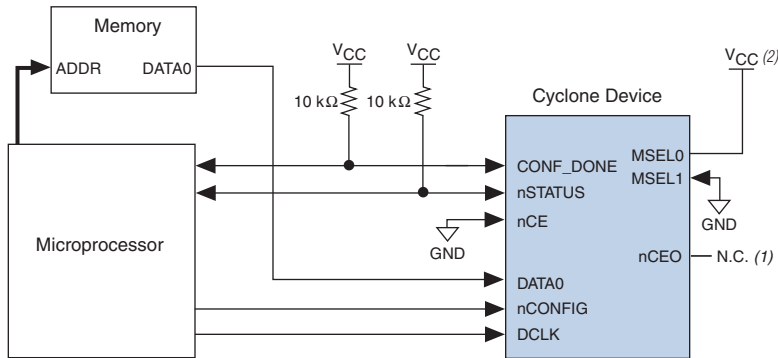 Memory
ADDR
DATA0
VCC
VCC
10 kΩ
10 kΩ
Cyclone Device
VCC (2)
CONF_DONE
MSEL0
nSTATUS
MSEL1
nCE
GND
GND
Microprocessor
nCEO
N.C. (1)
DATA0
nCONFIG
DCLK